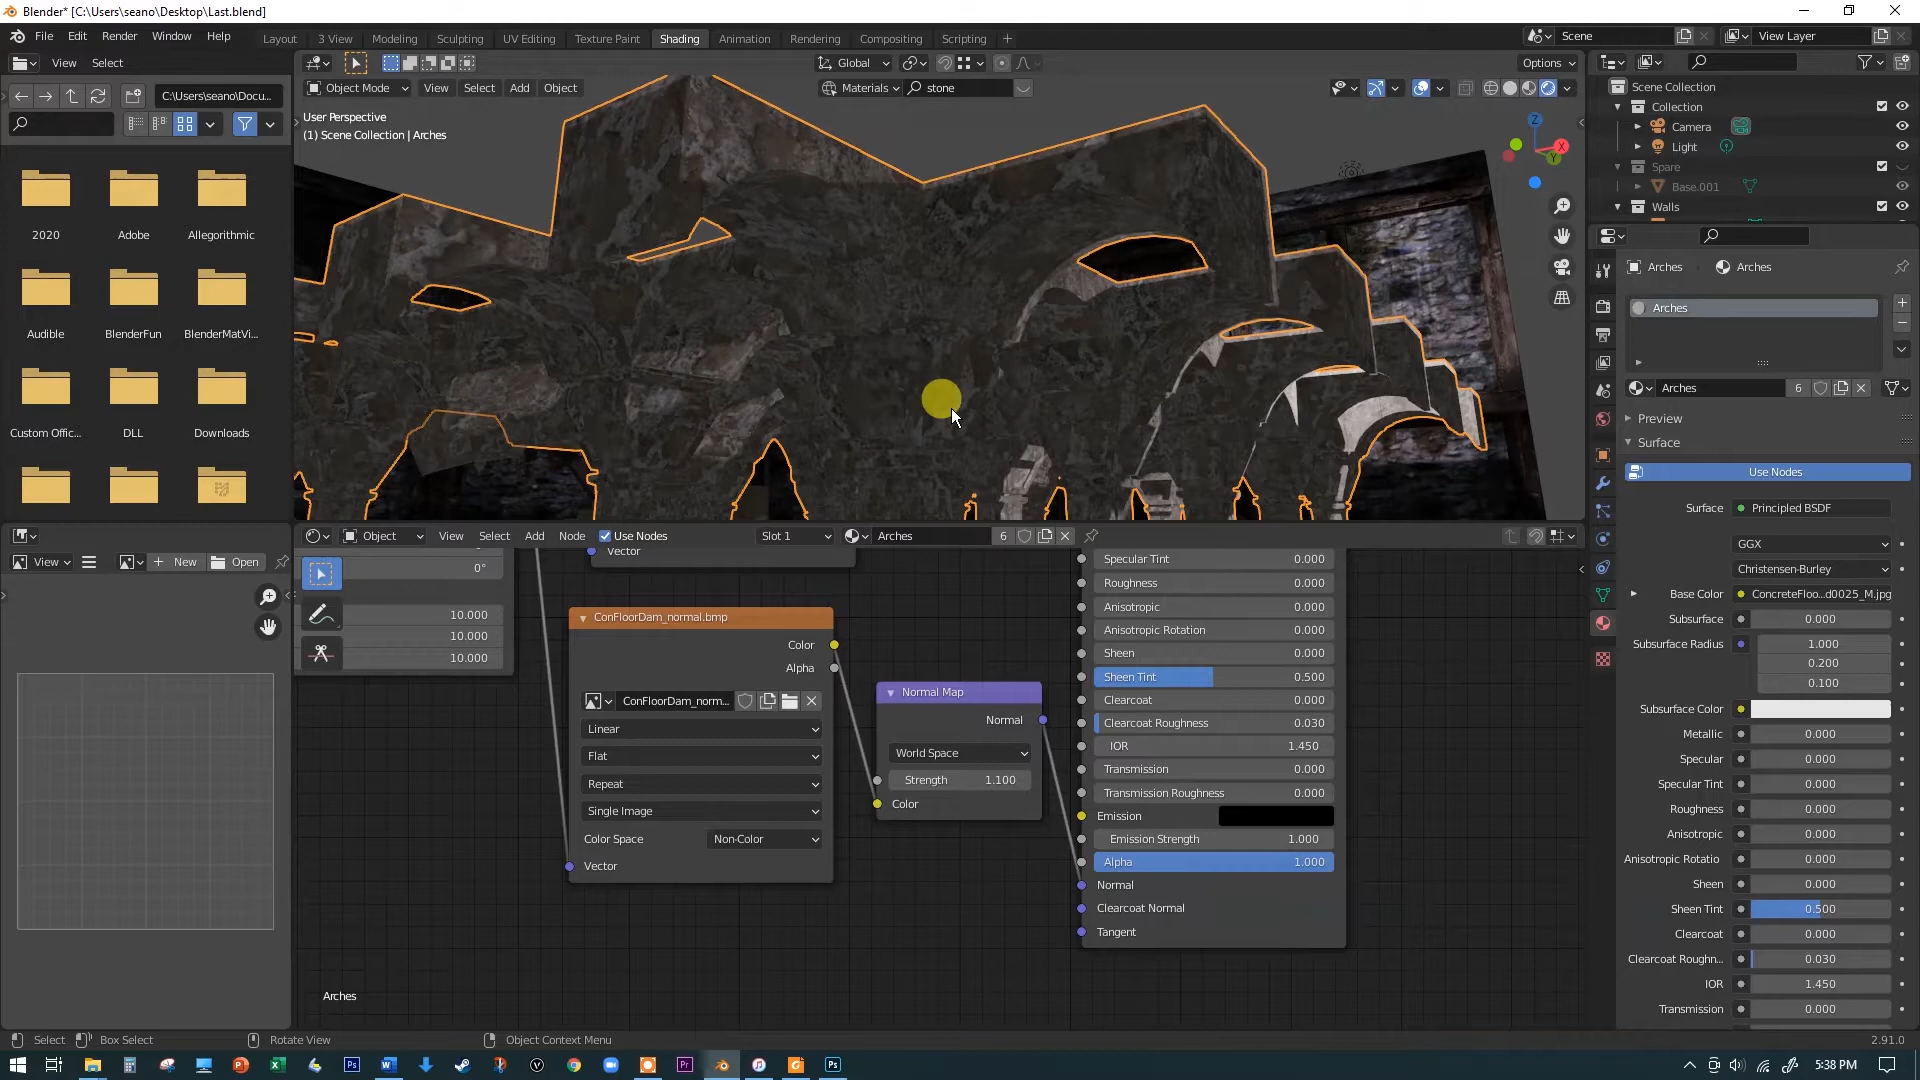 Blender* [C:\Users\seano\Desktop\Last.blend]
File Edit Render Window Help
Layout 3 View Modeling Sculpting UV Editing Texture Paint Shading Animation Rendering Compositing Scripting +
Scene
View Layer
View Select
Global
Options
C:\Users\seano\Docu...
Object Mode View Select Add Object
Materials stone
User Perspective
(1) Scene Collection | Arches
Z
X
Y
Scene Collection
Collection
Camera
Light
Spare
Base.001
Walls
2020
Adobe
Allegorithmic
Audible
BlenderFun
BlenderMatVi...
Custom Offic...
DLL
Downloads
Arches
Arches
Arches
Arches 6
Preview
Surface
Use Nodes
Surface Principled BSDF
GGX
Christensen-Burley
Base Color ConcreteFloo...d0025_M.jpg
Subsurface 0.000
Subsurface Radius 1.000
0.200
0.100
Subsurface Color
Metallic 0.000
Specular 0.000
Specular Tint 0.000
Roughness 0.000
Anisotropic 0.000
Anisotropic Rotatio 0.000
Sheen 0.000
Sheen Tint 0.500
Clearcoat 0.000
Clearcoat Roughn... 0.030
IOR 1.450
Transmission 0.000
View
New
Open
Object View Select Add Node Use Nodes Slot 1 Arches 6
Vector
0°
10.000
10.000
10.000
ConFloorDam_normal.bmp
Color
Alpha
ConFloorDam_norm...
Linear
Flat
Repeat
Single Image
Color Space Non-Color
Vector
Normal Map
Normal
World Space
Strength 1.100
Color
Specular Tint 0.000
Roughness 0.000
Anisotropic 0.000
Anisotropic Rotation 0.000
Sheen 0.000
Sheen Tint 0.500
Clearcoat 0.000
Clearcoat Roughness 0.030
IOR 1.450
Transmission 0.000
Transmission Roughness 0.000
Emission
Emission Strength 1.000
Alpha 1.000
Normal
Clearcoat Normal
Tangent
Arches
Select Box Select Rotate View Object Context Menu 2.91.0
5:38 PM